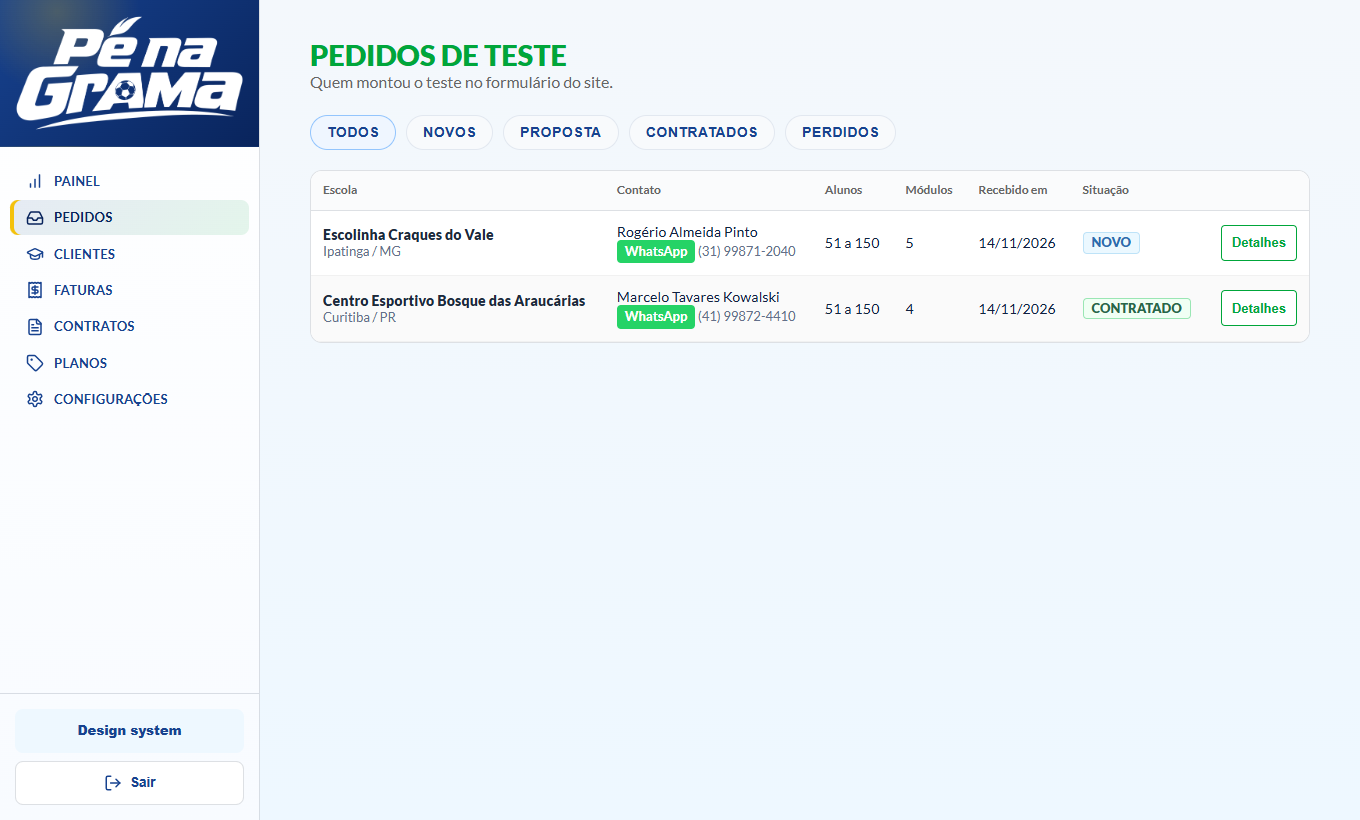 Pé na
GRAMA
PAINEL
PEDIDOS
CLIENTES
FATURAS
CONTRATOS
PLANOS
CONFIGURAÇÕES
Design system
Sair
PEDIDOS DE TESTE
Quem montou o teste no formulário do site.
TODOS NOVOS PROPOSTA CONTRATADOS PERDIDOS
Escola Contato Alunos Módulos Recebido em Situação
Escolinha Craques do Vale
Ipatinga / MG
Rogério Almeida Pinto
WhatsApp (31) 99871-2040
51 a 150 5 14/11/2026 NOVO Detalhes
Centro Esportivo Bosque das Araucárias
Curitiba / PR
Marcelo Tavares Kowalski
WhatsApp (41) 99872-4410
51 a 150 4 14/11/2026 CONTRATADO Detalhes